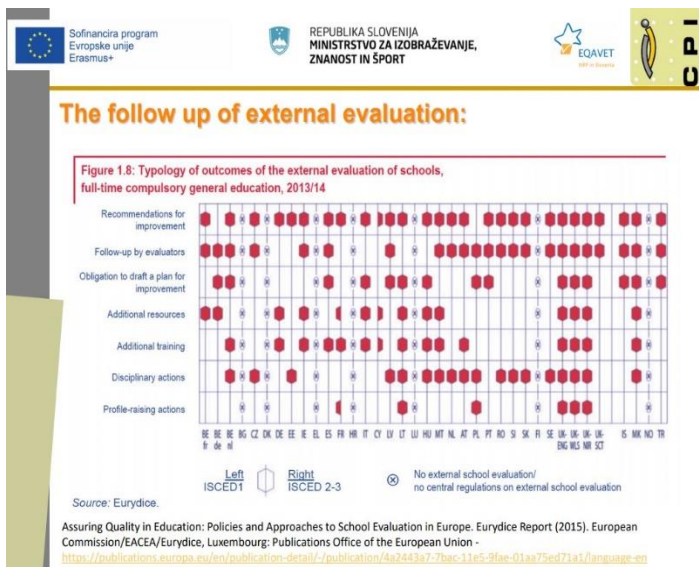 Sofinancira program
Evropske unije
Erasmus+
REPUBLIKA SLOVENIJA
MINISTRSTVO ZA IZOBRAŽEVANJE,
ZNANOST IN ŠPORT
EQAVET
NRP in Slovenia
CPI
The follow up of external evaluation:
Figure 1.8: Typology of outcomes of the external evaluation of schools,
full-time compulsory general education, 2013/14
Recommendations for
improvement
Follow-up by evaluators
Obligation to draft a plan for
improvement
Additional resources
Additional training
Disciplinary actions
Profile-raising actions
BE fr BE de BE nl BG CZ DK DE EE IE EL ES FR HR IT CY LV LT LU HU MT NL AT PL PT RO SI SK FI SE UK-ENG UK-WLS UK-NIR UK-SCT IS MK NO TR
Left
ISCED1
Right
ISCED 2-3
No external school evaluation/
no central regulations on external school evaluation
Source: Eurydice.
Assuring Quality in Education: Policies and Approaches to School Evaluation in Europe. Eurydice Report (2015). European
Commission/EACEA/Eurydice, Luxembourg: Publications Office of the European Union -
https://publications.europa.eu/en/publication-detail/-/publication/4a2443a7-7bac-11e5-9fae-01aa75ed71a1/language-en